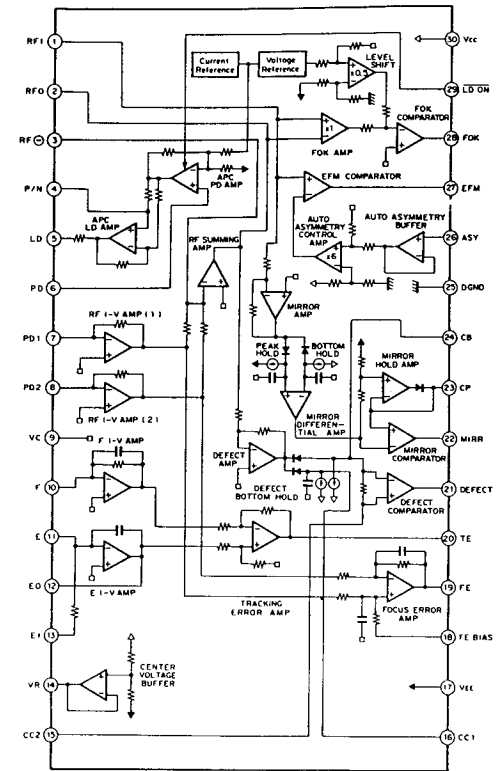 RFI 1
RFO 2
RF⊖ 3
P/N 4
LD 5
PD 6
PD1 7
PD2 8
VC 9
F 10
E 11
EO 12
EI 13
VR 14
CC2 15
30 Vcc
29 LD ON
28 FOK
27 EFM
26 ASY
25 DGND
24 CB
23 CP
22 MIRR
21 DEFECT
20 TE
19 FE
18 FE BIAS
17 VEE
16 CC1
Current
Reference
Voltage
Reference
LEVEL
SHIFT
x0.5
FOK
COMPARATOR
x1
FOK AMP
EFM COMPARATOR
APC
PD AMP
APC
LD AMP
AUTO
ASYMMETRY
CONTROL
AMP
AUTO ASYMMETRY
BUFFER
x6
RF SUMMING AMP
MIRROR
AMP
RF I-V AMP (1)
PEAK
HOLD
BOTTOM
HOLD
MIRROR
HOLD AMP
RF I-V AMP (2)
MIRROR
DIFFEREN-
TIAL AMP
MIRROR
COMPARATOR
F I-V AMP
DEFECT
AMP
DEFECT
BOTTOM HOLD
DEFECT
COMPARATOR
E I-V AMP
TRACKING
ERROR AMP
FOCUS ERROR
AMP
CENTER
VOLTAGE
BUFFER